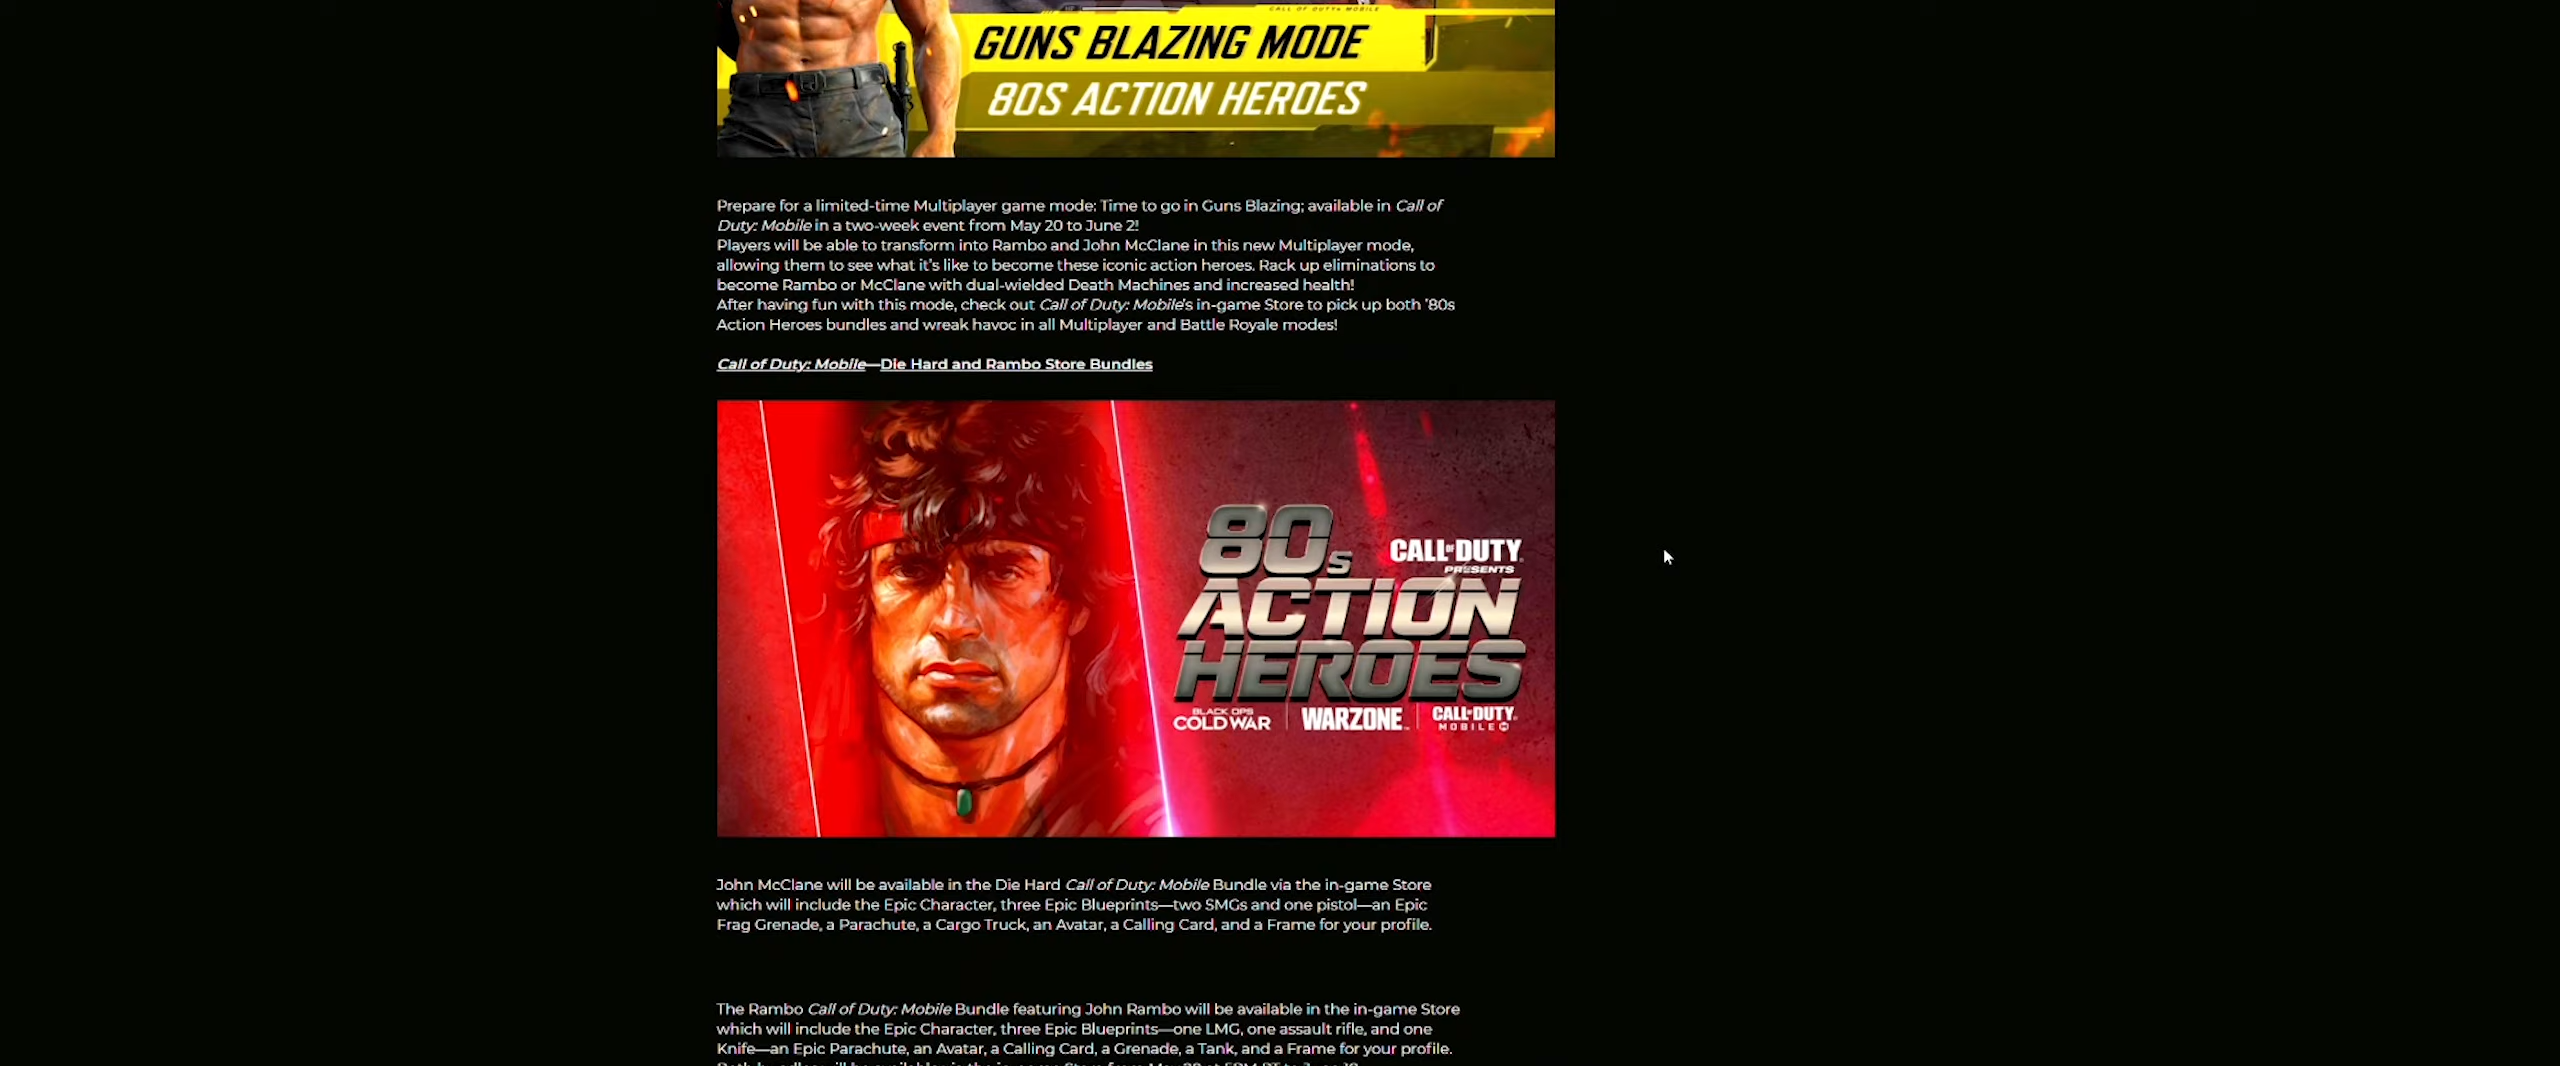 CALL OF DUTY: MOBILE
GUNS BLAZING MODE
80S ACTION HEROES
Prepare for a limited-time Multiplayer game mode: Time to go in Guns Blazing; available in Call of
Duty: Mobile in a two-week event from May 20 to June 2!
Players will be able to transform into Rambo and John McClane in this new Multiplayer mode,
allowing them to see what it's like to become these iconic action heroes. Rack up eliminations to
become Rambo or McClane with dual-wielded Death Machines and increased health!
After having fun with this mode, check out Call of Duty: Mobile's in-game Store to pick up both '80s
Action Heroes bundles and wreak havoc in all Multiplayer and Battle Royale modes!
Call of Duty: Mobile—Die Hard and Rambo Store Bundles
CALL OF DUTY
PRESENTS
80s
ACTION
HEROES
BLACK OPS
COLD WAR
WARZONE
CALL OF DUTY
MOBILE
John McClane will be available in the Die Hard Call of Duty: Mobile Bundle via the in-game Store
which will include the Epic Character, three Epic Blueprints—two SMGs and one pistol—an Epic
Frag Grenade, a Parachute, a Cargo Truck, an Avatar, a Calling Card, and a Frame for your profile.
The Rambo Call of Duty: Mobile Bundle featuring John Rambo will be available in the in-game Store
which will include the Epic Character, three Epic Blueprints—one LMG, one assault rifle, and one
Knife—an Epic Parachute, an Avatar, a Calling Card, a Grenade, a Tank, and a Frame for your profile.